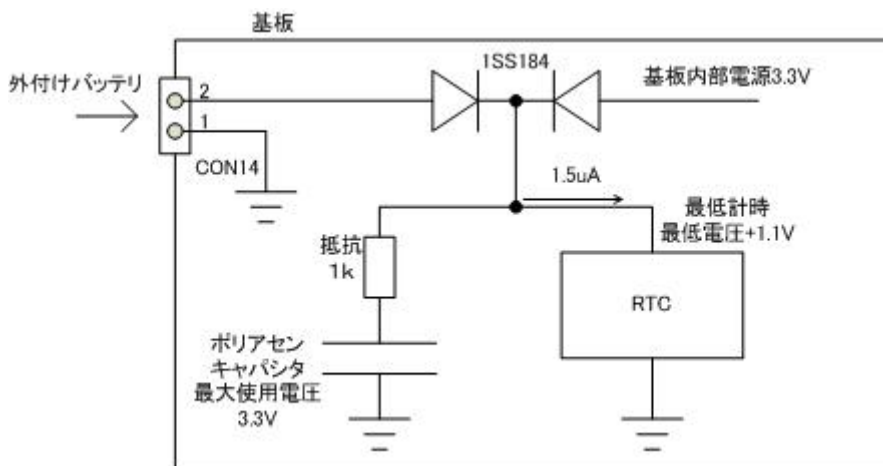 基板
1SS184
基板内部電源3.3V
外付けバッテリ
2
1
CON14
1.5uA
最低計時
最低電圧+1.1V
抵抗
1k
RTC
ポリアセン
キャパシタ
最大使用電圧
3.3V